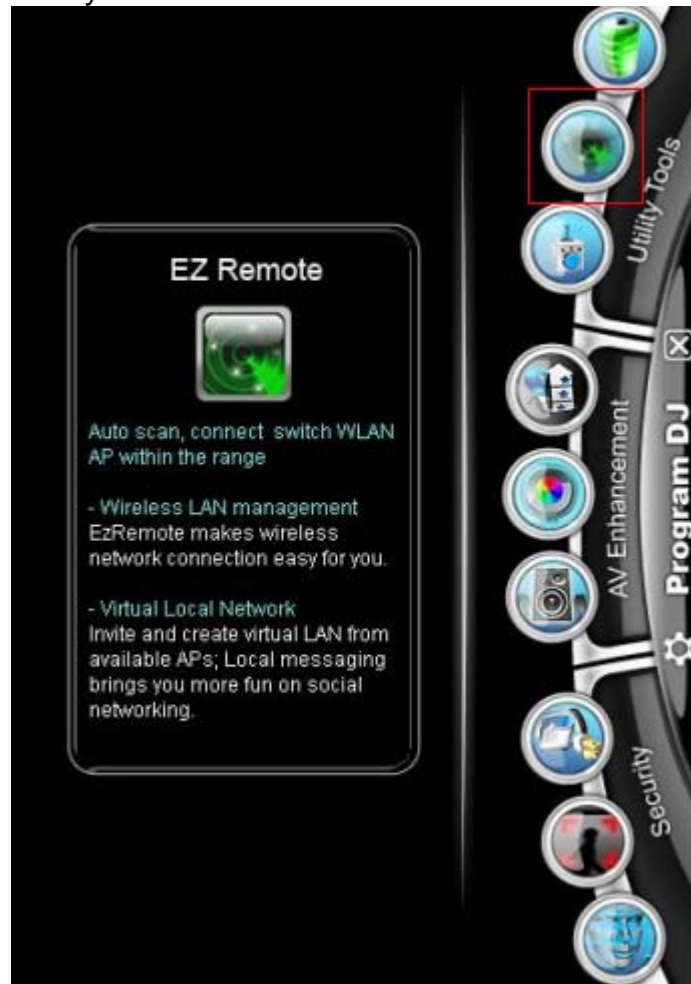 EZ Remote
Auto scan, connect switch WLAN
AP within the range
- Wireless LAN management
EzRemote makes wireless
network connection easy for you.
- Virtual Local Network
Invite and create virtual LAN from
available APs; Local messaging
brings you more fun on social
networking.
Utility Tools
AV Enhancement
Security
Program DJ